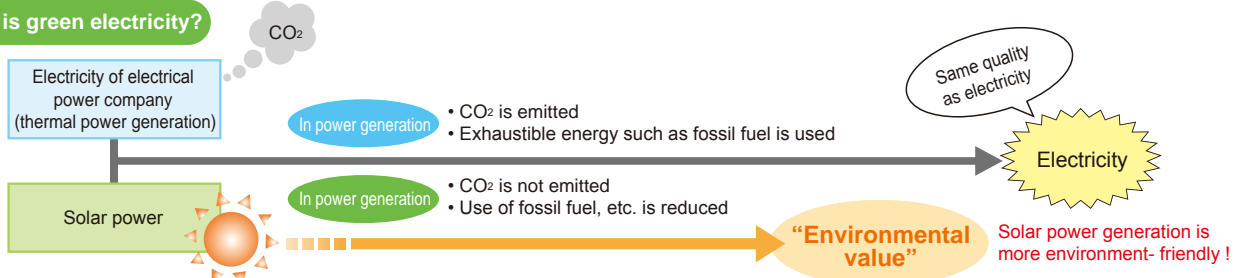 is green electricity?
CO2
Electricity of electrical
power company
(thermal power generation)
In power generation
• CO2 is emitted
• Exhaustible energy such as fossil fuel is used
Same quality
as electricity
Electricity
Solar power
In power generation
• CO2 is not emitted
• Use of fossil fuel, etc. is reduced
“Environmental
value”
Solar power generation is
more environment- friendly !